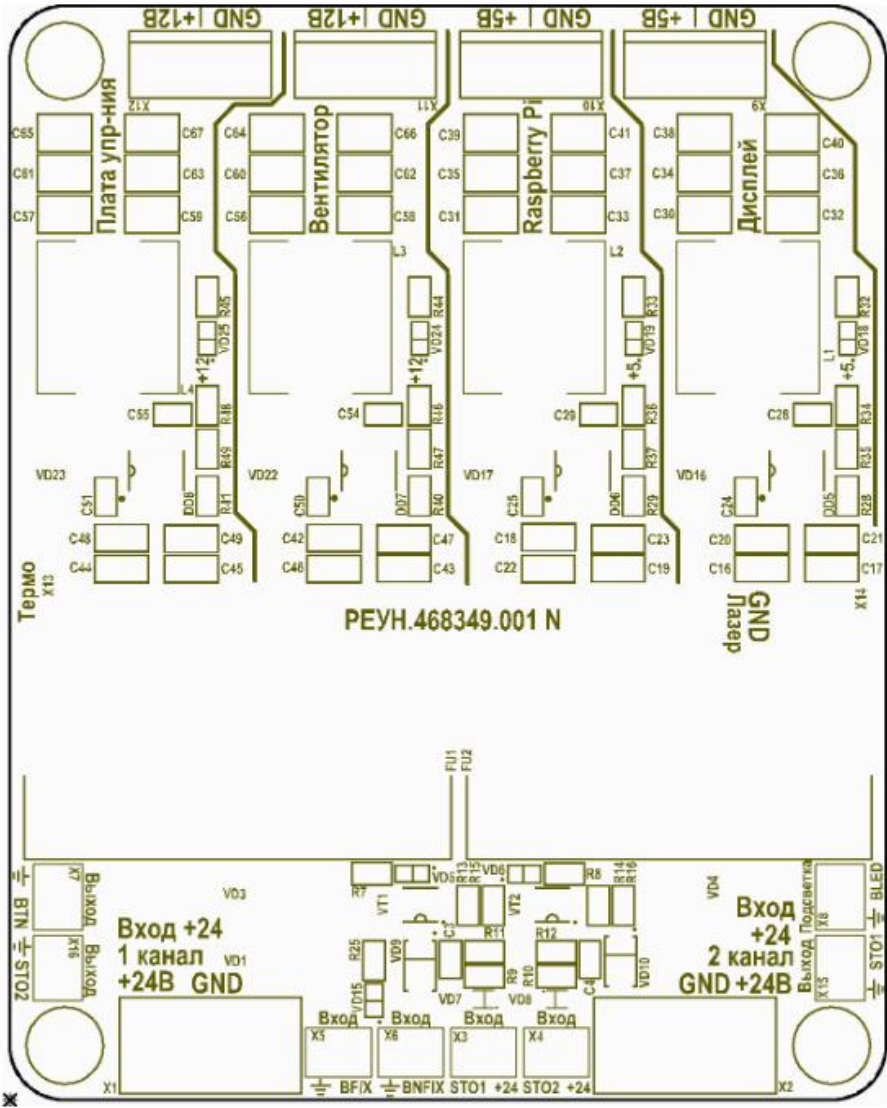 +12В | GND
+12В | GND
+5В | GND
+5В | GND
X12
X11
X10
X9
C65
C67
C64
C66
C39
C41
C38
C40
C61
C63
C60
C62
C35
C37
C34
C36
C57
C59
C56
C58
C31
C33
C30
C32
Плата упр-ния
Вентилятор
Raspberry Pi
Дисплей
L3
L2
R45
R44
R33
R32
VD25
VD24
VD19
VD18
+12
+12
+5
L1
+5
L4
C55
R48
C54
R46
C29
R36
C28
R34
R49
R47
R37
R35
VD23
VD22
VD17
VD16
C51
DD8
R41
C50
DD7
R40
C25
DD6
R29
C24
DD5
R28
C48
C49
C42
C47
C18
C23
C20
C21
C44
C45
C46
C43
C22
C19
C16
C17
Термо
X13
X14
GND
Лазер
РЕУН.468349.001 N
FU1
FU2
X7
Выход
BTN
VD3
R7
VD5
R13
R15
VD6
R8
R14
R16
VD4
Подсветка
X8
BLED
VT1
VT2
Вход +24
1 канал
+24В GND
VD1
Вход
+24
2 канал
GND +24В
STO2
X16
Выход
R25
VD9
R11
R12
VD10
Выход
X15
STO1
VD15
VD7
R9
VD8
R10
C4
X1
Вход
Вход
Вход
Вход
X5
X6
X3
X4
X2
BF/X
BNF/X
STO1 +24
STO2 +24